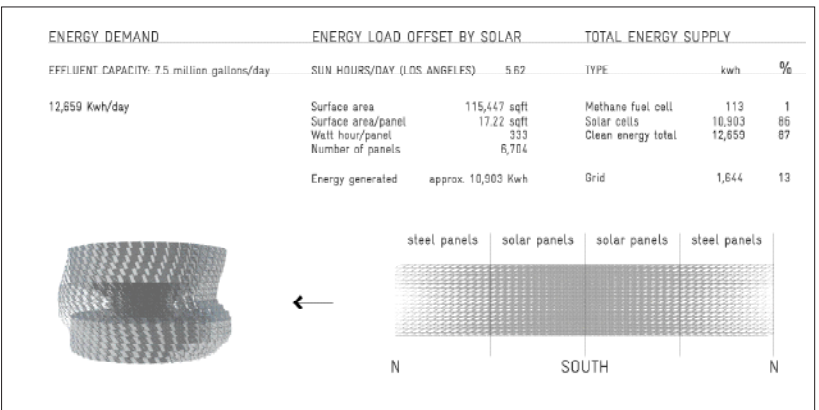 ENERGY DEMAND
EFFLUENT CAPACITY: 7.5 million gallons/day
12,659 Kwh/day
ENERGY LOAD OFFSET BY SOLAR
SUN HOURS/DAY (LOS ANGELES) 5.62
Surface area 115,447 sqft
Surface area/panel 17.22 sqft
Watt hour/panel 333
Number of panels 6,704
Energy generated approx. 10,903 Kwh
TOTAL ENERGY SUPPLY
TYPE kwh %
Methane fuel cell 113 1
Solar cells 10,903 86
Clean energy total 12,659 87
Grid 1,644 13
steel panels solar panels solar panels steel panels
N SOUTH N